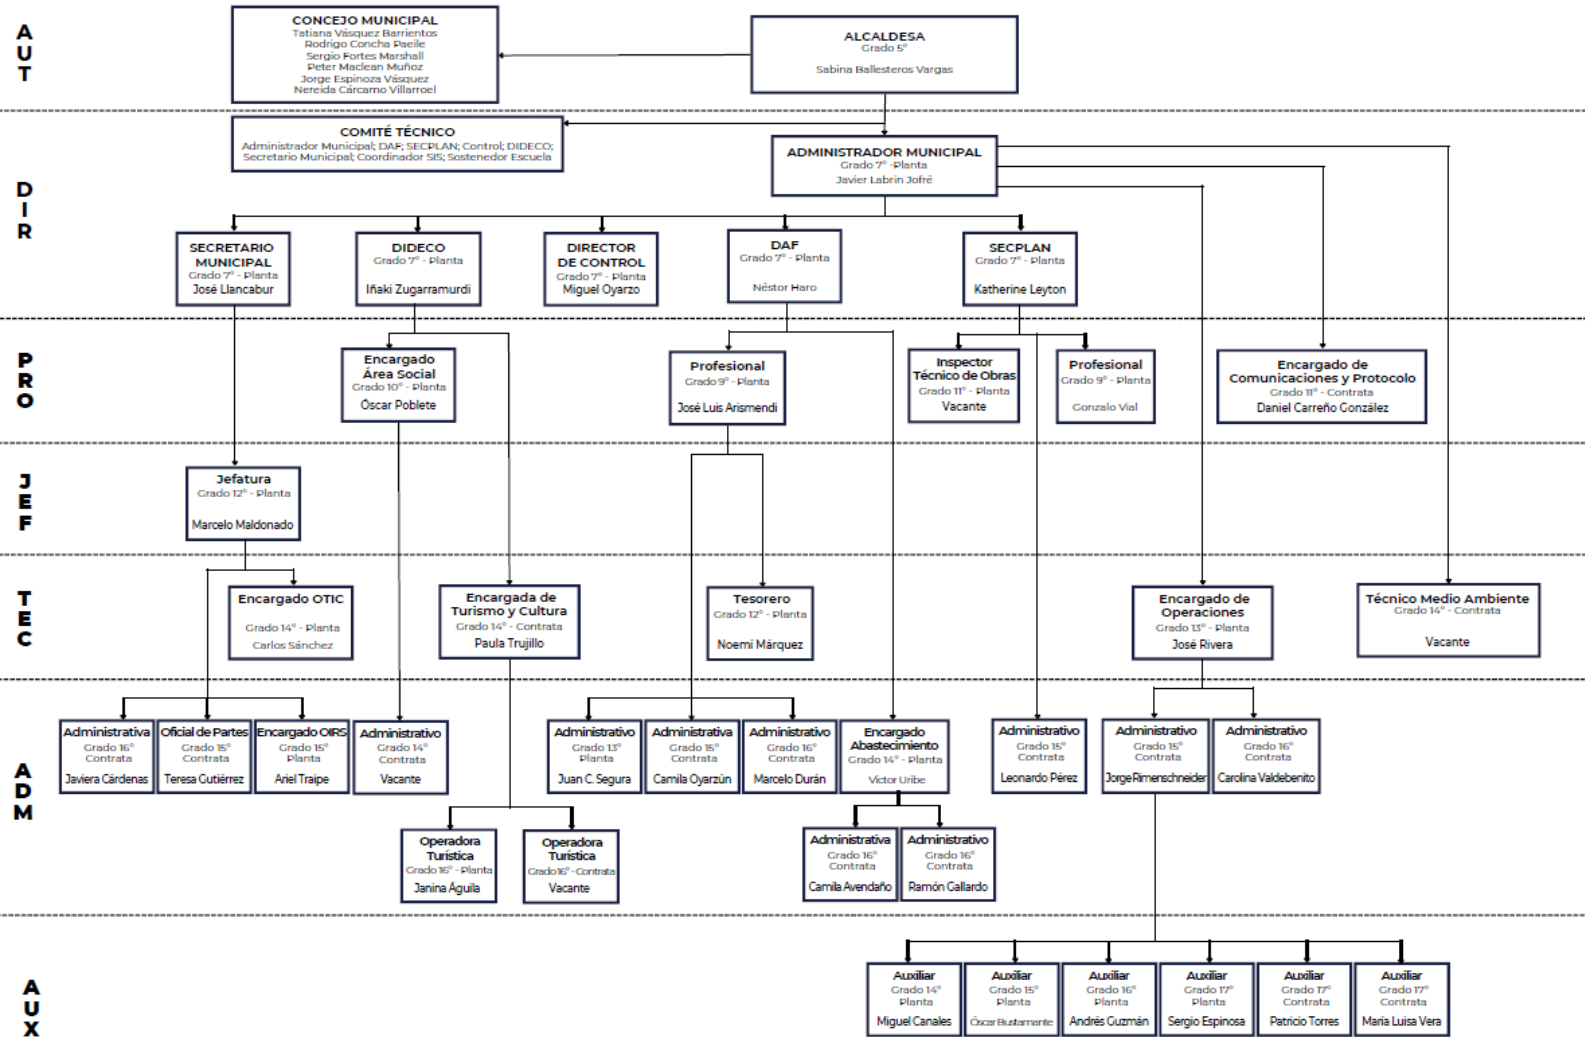 AUT
CONCEJO MUNICIPAL
Tatiana Vásquez Barrientos
Rodrigo Concha Paeile
Sergio Fortes Marshall
Peter Maclean Muñoz
Jorge Espinoza Vásquez
Nereida Cárcamo Villarroel
ALCALDESA
Grado 5°
Sabina Ballesteros Vargas
DIR
COMITÉ TÉCNICO
Administrador Municipal; DAF; SECPLAN; Control; DIDECO;
Secretario Municipal; Coordinador SIS; Sostenedor Escuela
ADMINISTRADOR MUNICIPAL
Grado 7° -Planta
Javier Labrin Jofré
SECRETARIO
MUNICIPAL
Grado 7° - Planta
José Llancabur
DIDECO
Grado 7° - Planta
Iñaki Zugarramurdi
DIRECTOR
DE CONTROL
Grado 7° - Planta
Miguel Oyarzo
DAF
Grado 7° - Planta
Néstor Haro
SECPLAN
Grado 7° - Planta
Katherine Leyton
PRO
Encargado
Área Social
Grado 10° - Planta
Óscar Poblete
Profesional
Grado 9° - Planta
José Luis Arismendi
Inspector
Técnico de Obras
Grado 11° - Planta
Vacante
Profesional
Grado 9° - Planta
Gonzalo Vial
Encargado de
Comunicaciones y Protocolo
Grado 11° - Contrata
Daniel Carreño González
JEF
Jefatura
Grado 12° - Planta
Marcelo Maldonado
TEC
Encargado OTIC
Grado 14° - Planta
Carlos Sánchez
Encargada de
Turismo y Cultura
Grado 14° - Contrata
Paula Trujillo
Tesorero
Grado 12° - Planta
Noemi Márquez
Encargado de
Operaciones
Grado 13° - Planta
José Rivera
Técnico Medio Ambiente
Grado 14° - Contrata
Vacante
ADM
Administrativa
Grado 16°
Contrata
Javiera Cárdenas
Oficial de Partes
Grado 15°
Contrata
Teresa Gutiérrez
Encargado OIRS
Grado 15°
Planta
Ariel Traipe
Administrativo
Grado 14°
Contrata
Vacante
Administrativo
Grado 13°
Planta
Juan C. Segura
Administrativa
Grado 15°
Contrata
Camila Oyarzún
Administrativo
Grado 16°
Contrata
Marcelo Durán
Encargado
Abastecimiento
Grado 14° - Planta
Víctor Uribe
Administrativo
Grado 15°
Contrata
Leonardo Pérez
Administrativo
Grado 15°
Contrata
Jorge Rimenschneider
Administrativo
Grado 16°
Contrata
Carolina Valdebenito
Operadora
Turística
Grado 16° - Planta
Janina Águila
Operadora
Turística
Grado 16° - Contrata
Vacante
Administrativa
Grado 16°
Contrata
Camila Avendaño
Administrativo
Grado 16°
Contrata
Ramón Gallardo
AUX
Auxiliar
Grado 14°
Planta
Miguel Canales
Auxiliar
Grado 15°
Planta
Óscar Bustamante
Auxiliar
Grado 16°
Planta
Andrés Guzmán
Auxiliar
Grado 17°
Planta
Sergio Espinosa
Auxiliar
Grado 17°
Contrata
Patricio Torres
Auxiliar
Grado 17°
Contrata
María Luisa Vera